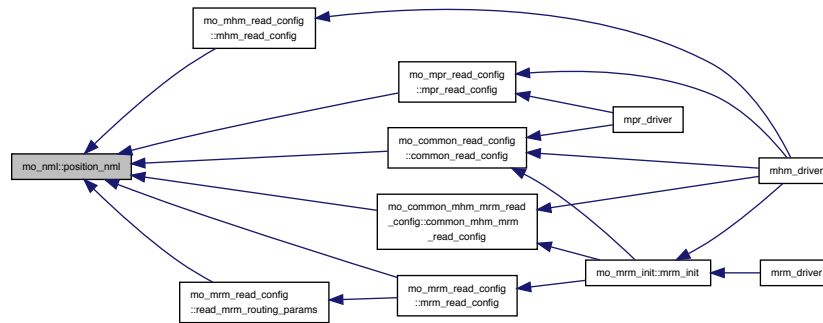 mo_mhm_read_config
::mhm_read_config
mo_mpr_read_config
::mpr_read_config
mpr_driver
mo_common_read_config
::common_read_config
mo_nml::position_nml
mhm_driver
mo_common_mhm_mrm_read
_config::common_mhm_mrm
_read_config
mo_mrm_init::mrm_init
mrm_driver
mo_mrm_read_config
::mrm_read_config
mo_mrm_read_config
::read_mrm_routing_params